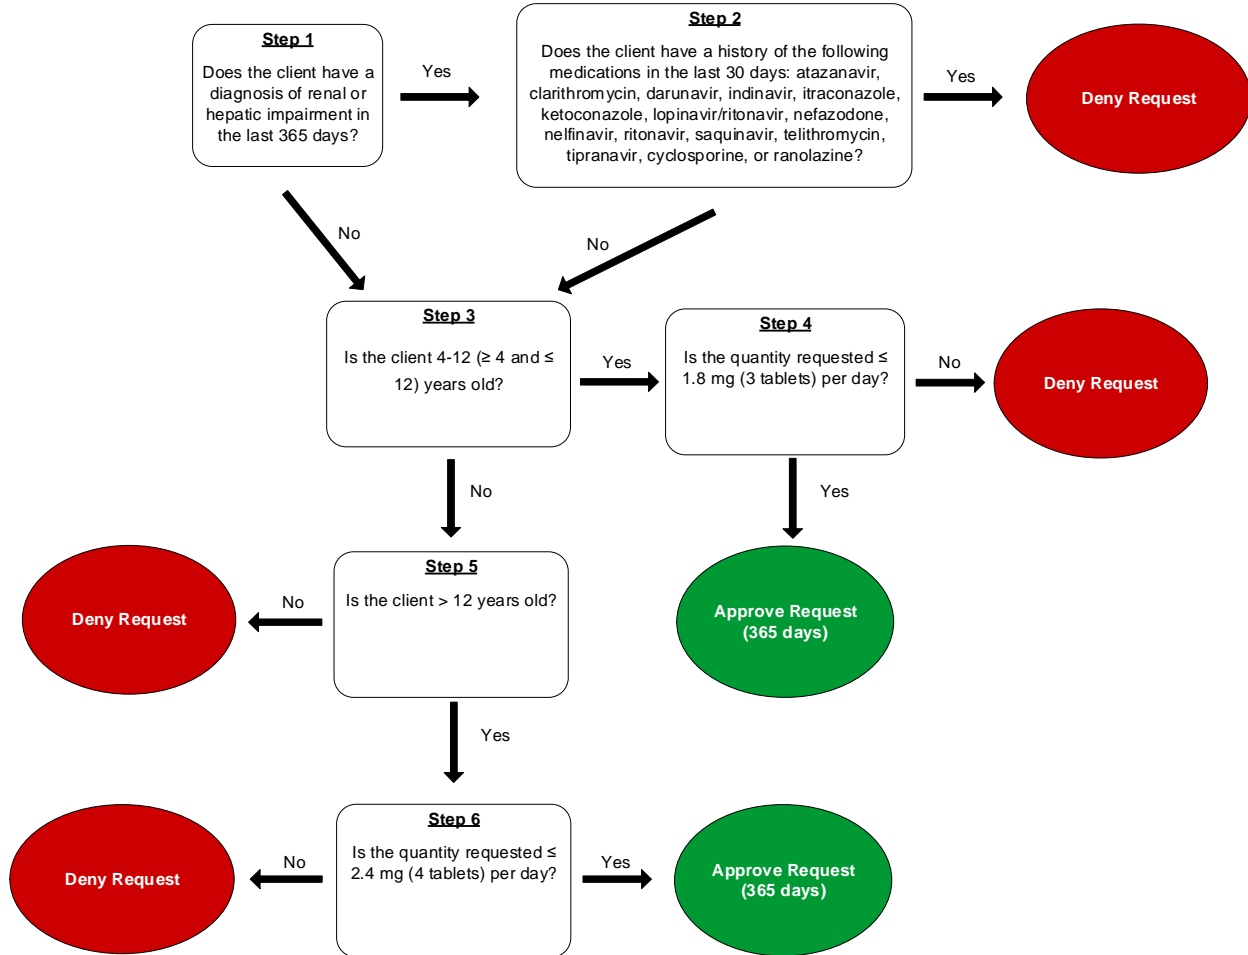 Step 1
Does the client have a
diagnosis of renal or
hepatic impairment in
the last 365 days?
Yes
Step 2
Does the client have a history of the following
medications in the last 30 days: atazanavir,
clarithromycin, darunavir, indinavir, itraconazole,
ketoconazole, lopinavir/ritonavir, nefazodone,
nelfinavir, ritonavir, saquinavir, telithromycin,
tipranavir, cyclosporine, or ranolazine?
Yes
Deny Request
No
No
Step 3
Is the client 4-12 (≥ 4 and ≤
12) years old?
Yes
Step 4
Is the quantity requested ≤
1.8 mg (3 tablets) per day?
No
Deny Request
No
Yes
Deny Request
No
Step 5
Is the client > 12 years old?
Approve Request
(365 days)
Yes
Deny Request
No
Step 6
Is the quantity requested ≤
2.4 mg (4 tablets) per day?
Yes
Approve Request
(365 days)